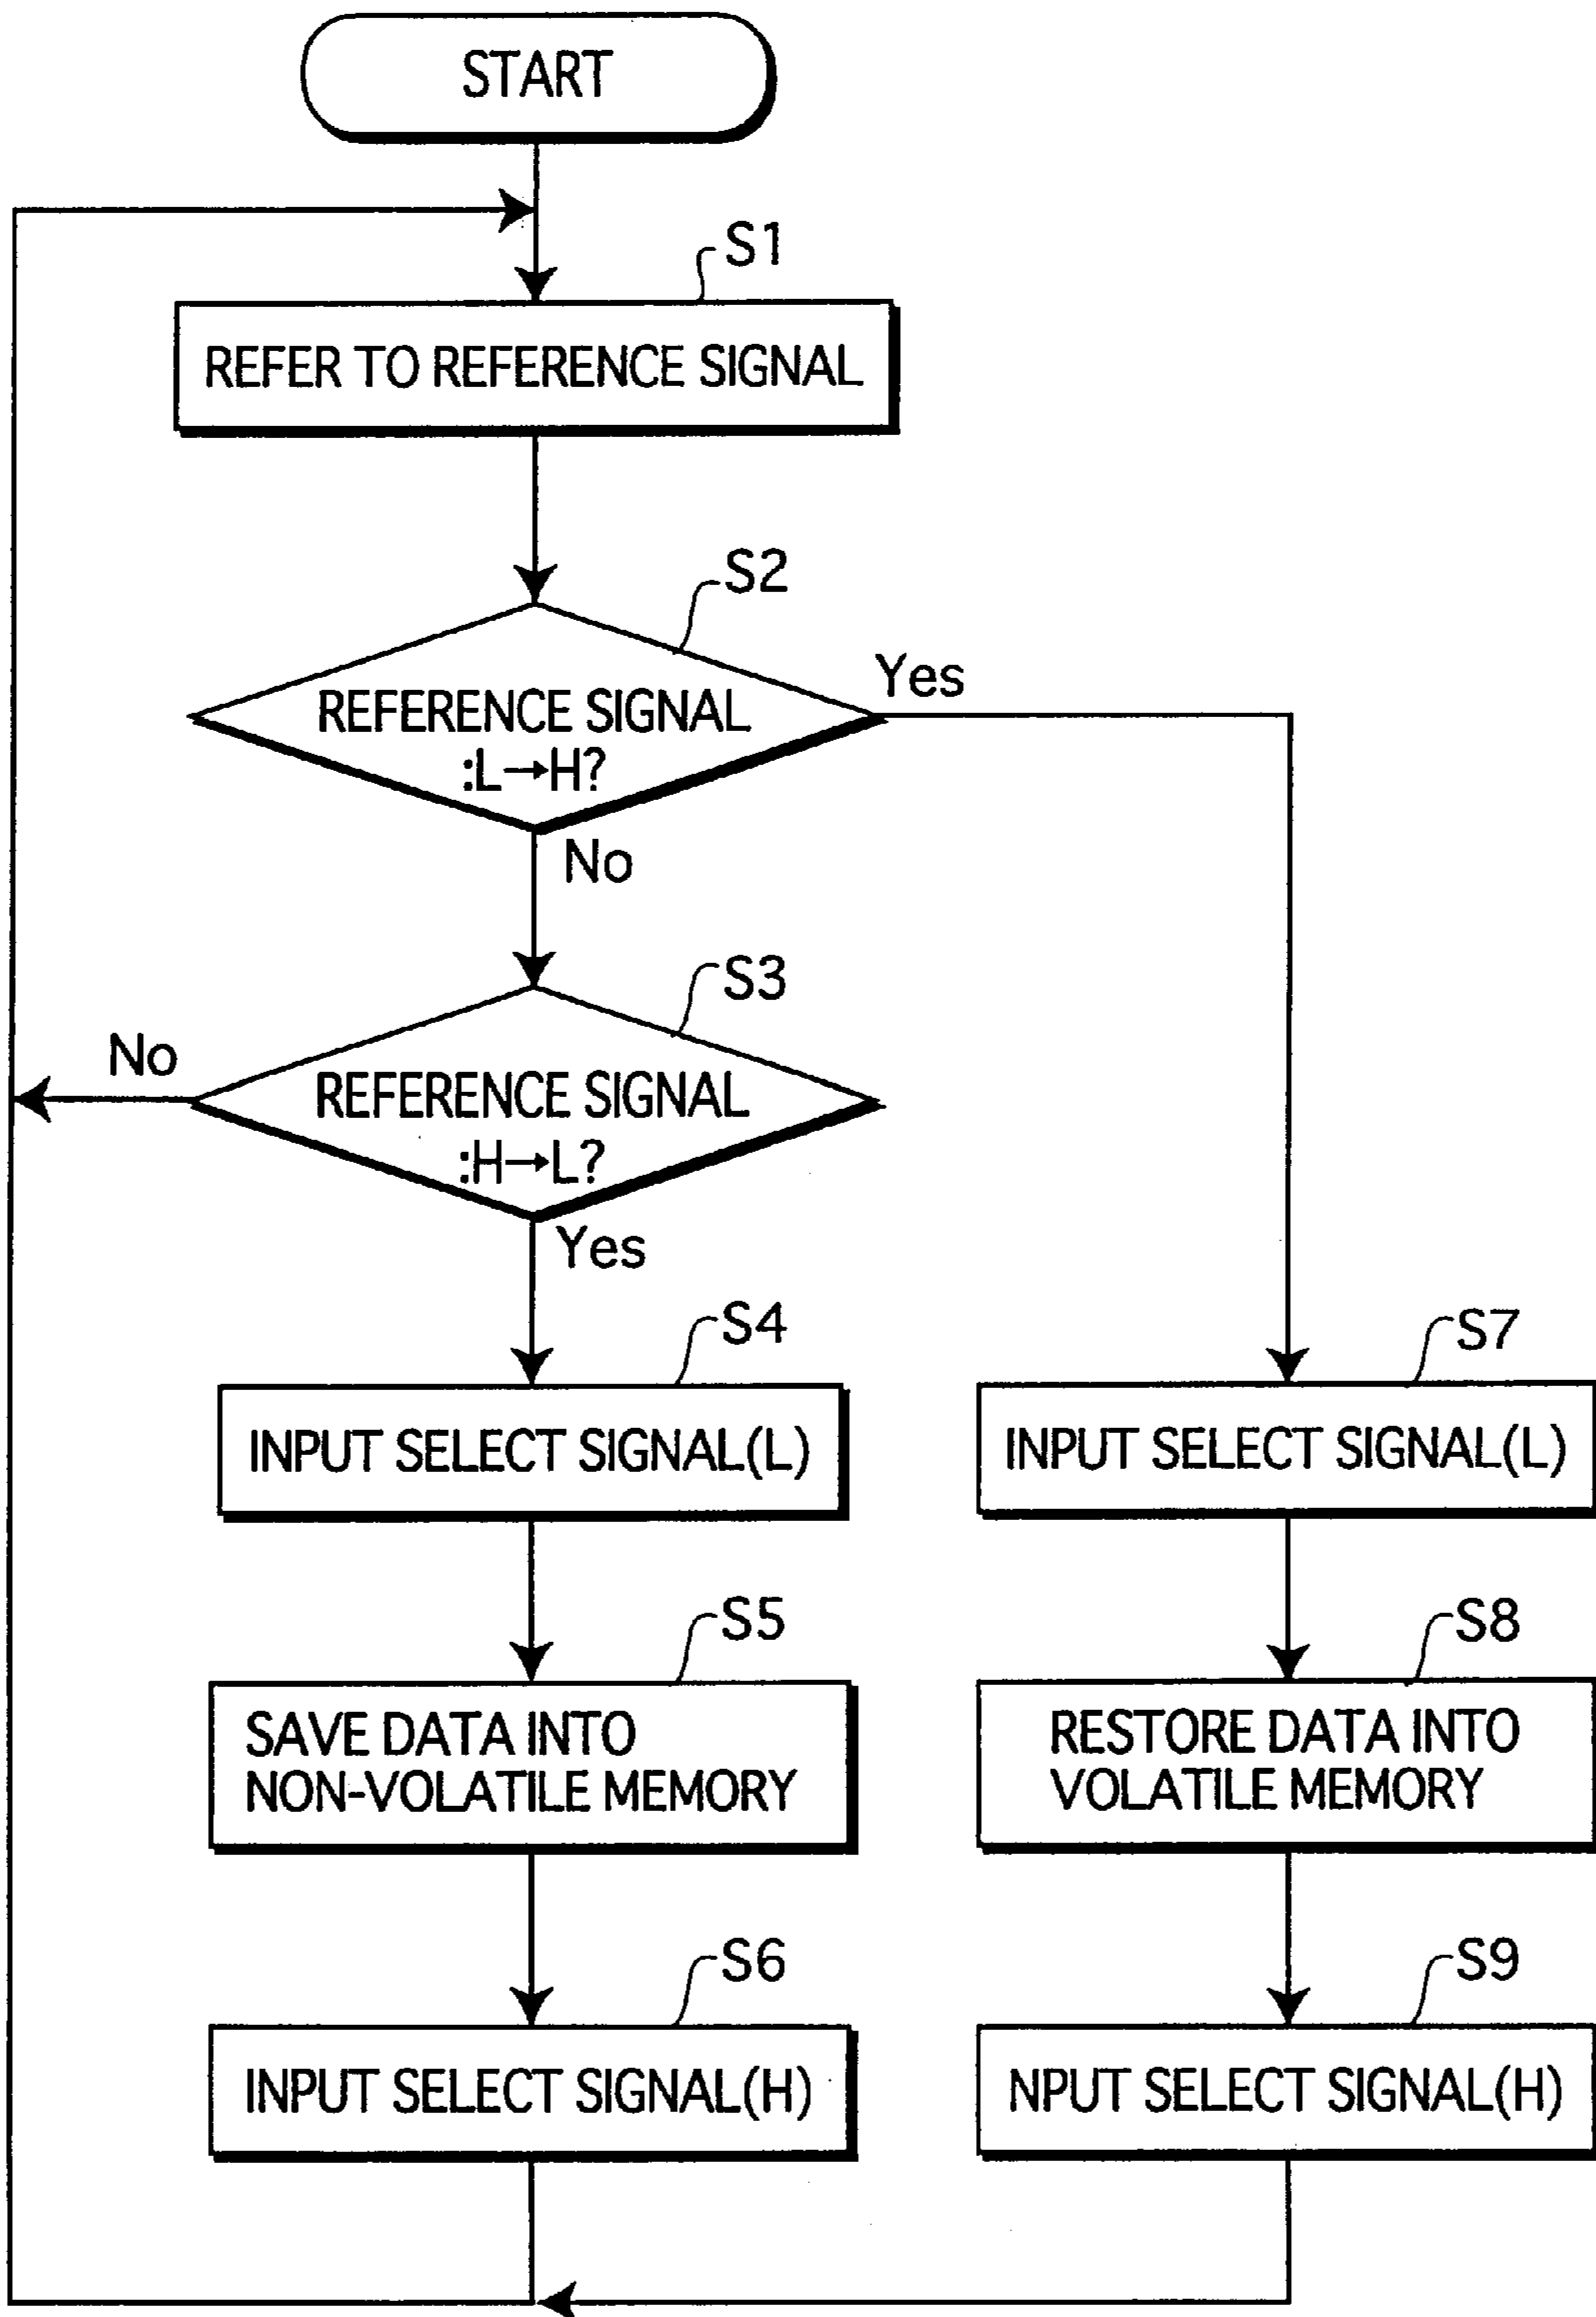 START
S1
REFER TO REFERENCE SIGNAL
S2
REFERENCE SIGNAL
:L→H?
Yes
No
S3
REFERENCE SIGNAL
:H→L?
No
Yes
S4
INPUT SELECT SIGNAL(L)
S5
SAVE DATA INTO
NON-VOLATILE MEMORY
S6
INPUT SELECT SIGNAL(H)
S7
INPUT SELECT SIGNAL(L)
S8
RESTORE DATA INTO
VOLATILE MEMORY
S9
NPUT SELECT SIGNAL(H)